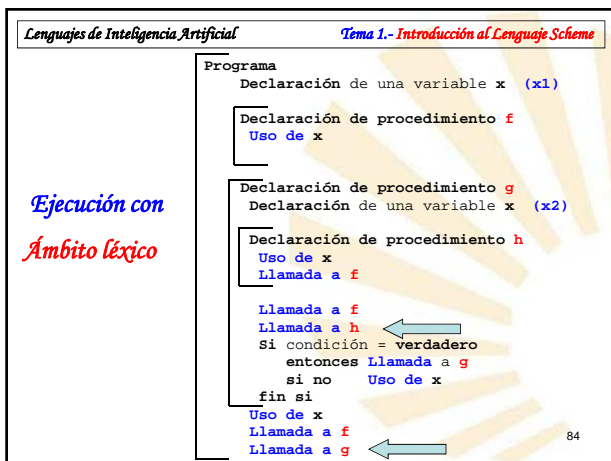 Lenguajes de Inteligencia Artificial Tema 1.- Introducción al Lenguaje Scheme
Programa
Declaración de una variable x (x1)
Declaración de procedimiento f
Uso de x
Declaración de procedimiento g
Declaración de una variable x (x2)
Declaración de procedimiento h
Uso de x
Llamada a f
Llamada a f
Llamada a h
Si condición = verdadero
entonces Llamada a g
si no Uso de x
fin si
Uso de x
Llamada a f
Llamada a g
Ejecución con
Ámbito léxico
84